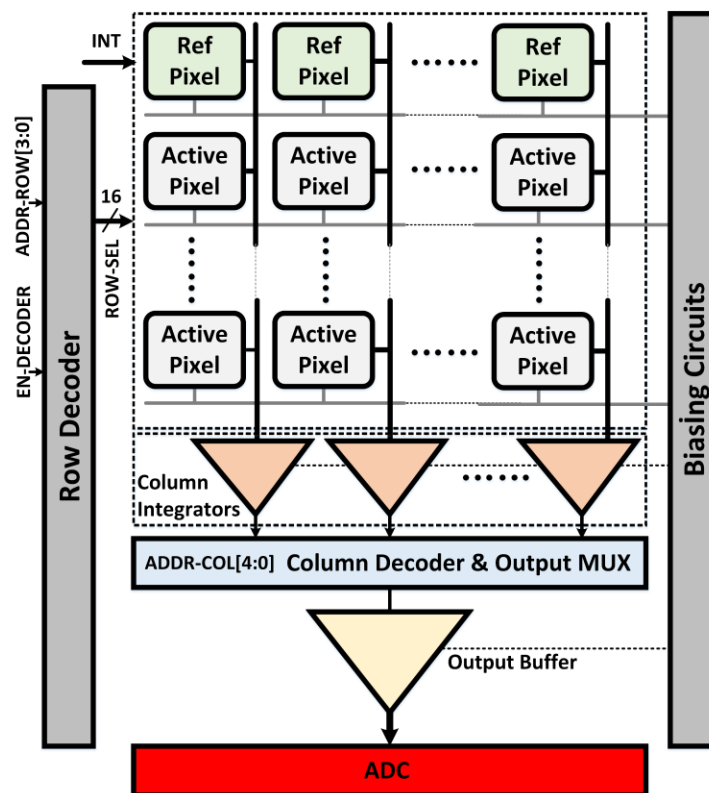 INT
Ref
Pixel
Ref
Pixel
Ref
Pixel
ADDR-ROW[3:0]
16
ROW-SEL
EN-DECODER
Row Decoder
Active
Pixel
Active
Pixel
Active
Pixel
Active
Pixel
Active
Pixel
Active
Pixel
Biasing Circuits
Column
Integrators
ADDR-COL[4:0] Column Decoder & Output MUX
Output Buffer
ADC